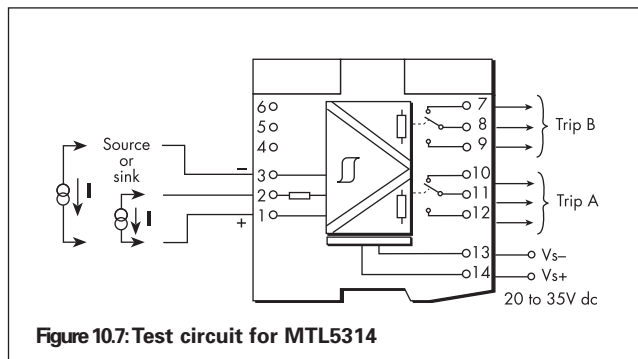 Source
or
sink
I
I
–
+
6
5
4
3
2
1
7
8
9
10
11
12
13
14
Trip B
Trip A
Vs–
Vs+
20 to 35V dc
Figure 10.7: Test circuit for MTL5314